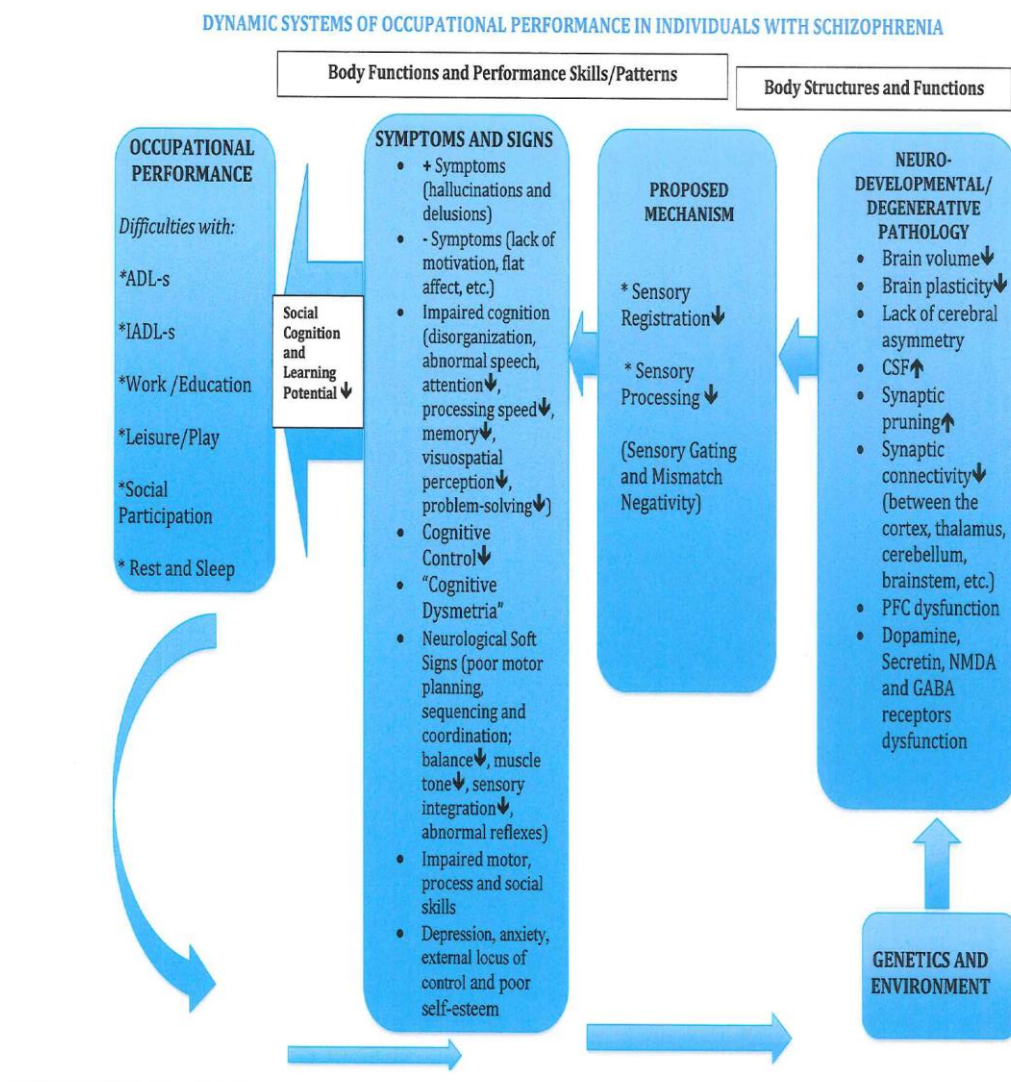 DYNAMIC SYSTEMS OF OCCUPATIONAL PERFORMANCE IN INDIVIDUALS WITH SCHIZOPHRENIA
Body Functions and Performance Skills/Patterns
Body Structures and Functions
OCCUPATIONAL
PERFORMANCE
Difficulties with:
*ADL-s
*IADL-s
*Work /Education
*Leisure/Play
*Social
Participation
* Rest and Sleep
Social
Cognition
and
Learning
Potential ↓
SYMPTOMS AND SIGNS
• + Symptoms
(hallucinations and
delusions)
• - Symptoms (lack of
motivation, flat
affect, etc.)
• Impaired cognition
(disorganization,
abnormal speech,
attention↓,
processing speed↓,
memory↓,
visuospatial
perception↓,
problem-solving↓)
• Cognitive
Control↓
• “Cognitive
Dysmetria”
• Neurological Soft
Signs (poor motor
planning,
sequencing and
coordination;
balance↓, muscle
tone↓, sensory
integration↓,
abnormal reflexes)
• Impaired motor,
process and social
skills
• Depression, anxiety,
external locus of
control and poor
self-esteem
PROPOSED
MECHANISM
* Sensory
Registration↓
* Sensory
Processing ↓
(Sensory Gating
and Mismatch
Negativity)
NEURO-
DEVELOPMENTAL/
DEGENERATIVE
PATHOLOGY
• Brain volume↓
• Brain plasticity↓
• Lack of cerebral
asymmetry
• CSF↑
• Synaptic
pruning↑
• Synaptic
connectivity↓
(between the
cortex, thalamus,
cerebellum,
brainstem, etc.)
• PFC dysfunction
• Dopamine,
Secretin, NMDA
and GABA
receptors
dysfunction
GENETICS AND
ENVIRONMENT